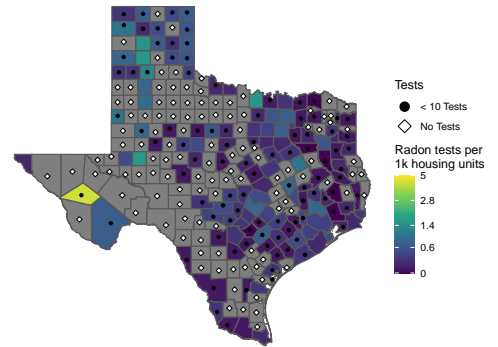 Tests
< 10 Tests
No Tests
Radon tests per
1k housing units
5
2.8
1.4
0.6
0